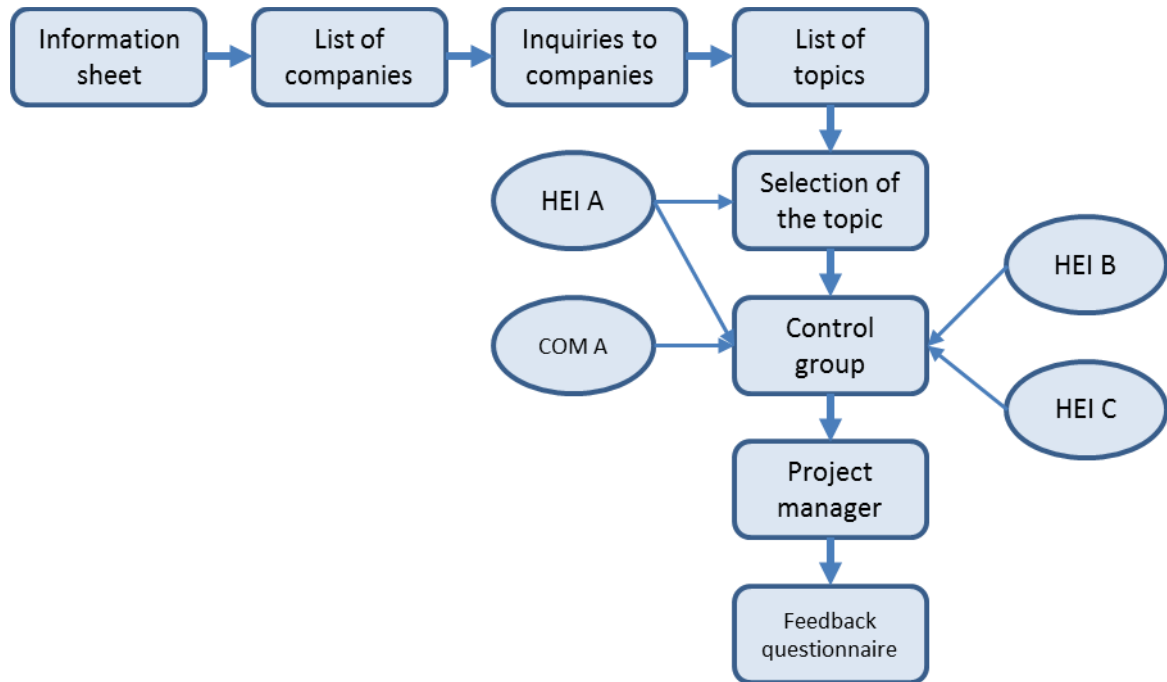 Information
sheet
List of
companies
Inquiries to
companies
List of
topics
HEI A
Selection of
the topic
HEI B
COM A
Control
group
HEI C
Project
manager
Feedback
questionnaire